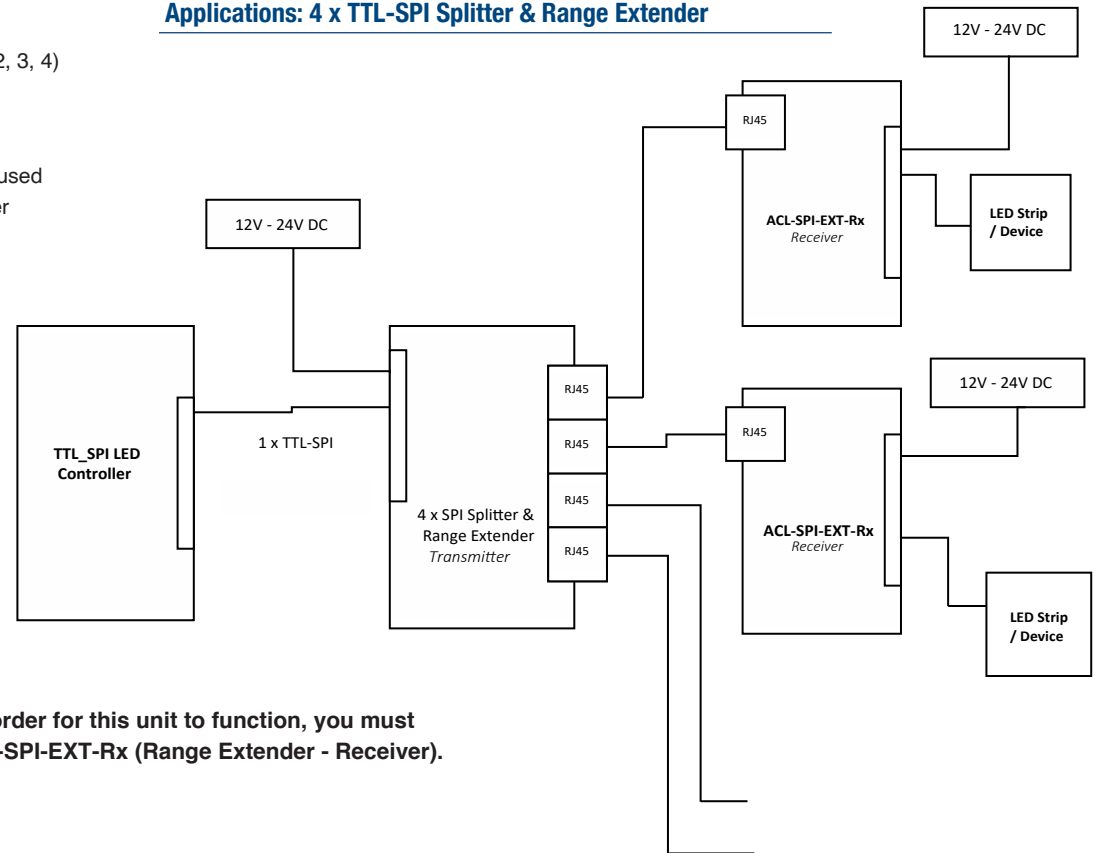 Applications: 4 x TTL-SPI Splitter & Range Extender
2, 3, 4)
used
er
12V - 24V DC
TTL_SPI LED
Controller
1 x TTL-SPI
4 x SPI Splitter &
Range Extender
Transmitter
RJ45
RJ45
RJ45
RJ45
12V - 24V DC
RJ45
ACL-SPI-EXT-Rx
Receiver
LED Strip
/ Device
12V - 24V DC
RJ45
ACL-SPI-EXT-Rx
Receiver
LED Strip
/ Device
order for this unit to function, you must
-SPI-EXT-Rx (Range Extender - Receiver).